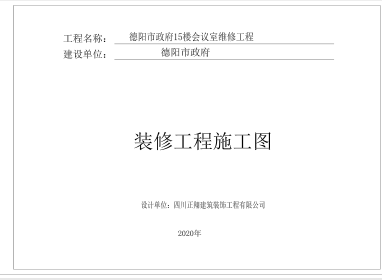 工程名称： 德阳市政府15楼会议室维修工程
建设单位： 德阳市政府
装修工程施工图
设计单位：四川正翔建筑装饰工程有限公司
2020年